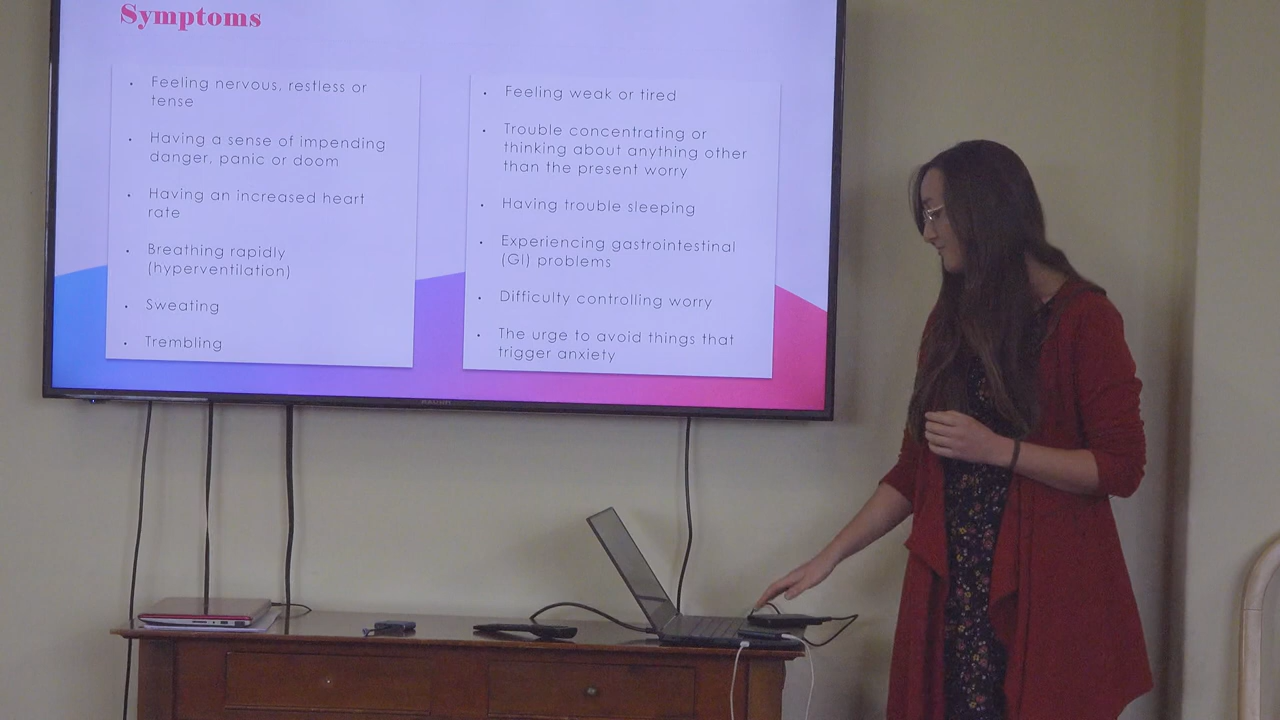 Symptoms
Feeling nervous, restless or
tense
Having a sense of impending
danger, panic or doom
Having an increased heart
rate
Breathing rapidly
(hyperventilation)
Sweating
Trembling
Feeling weak or tired
Trouble concentrating or
thinking about anything other
than the present worry
Having trouble sleeping
Experiencing gastrointestinal
(GI) problems
Difficulty controlling worry
The urge to avoid things that
trigger anxiety